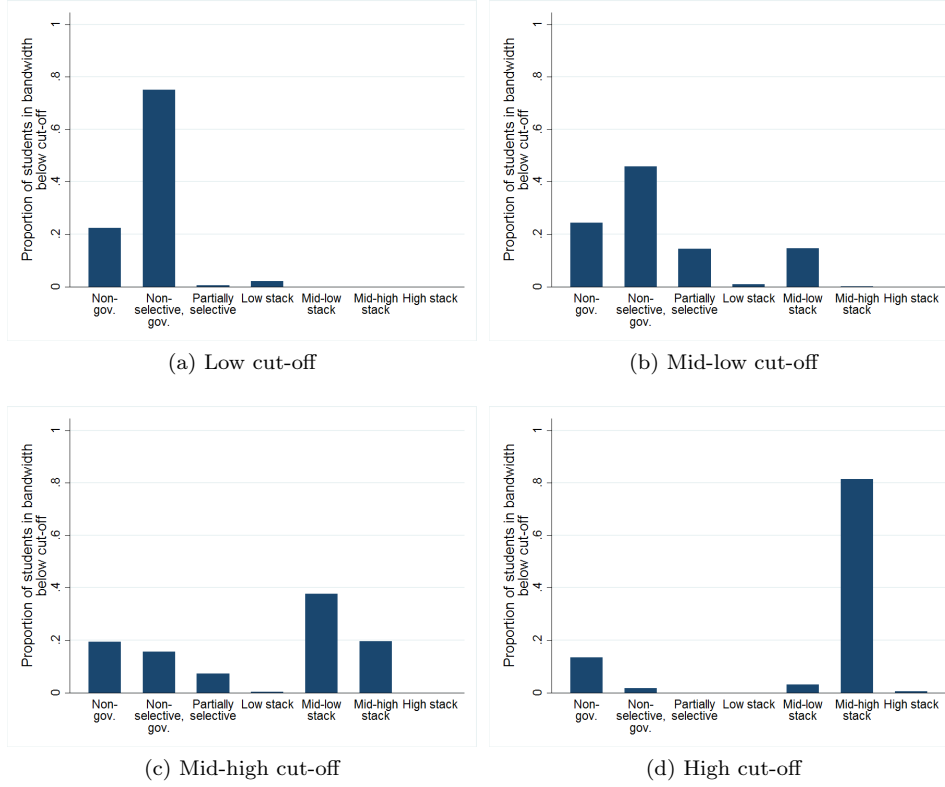 Proportion of students in bandwidth
below cut-off
1
.8
.6
.4
.2
0
Non-
gov.
Non-
selective,
gov.
Partially
selective
Low stack
Mid-low
stack
Mid-high
stack
High stack
(a) Low cut-off
Proportion of students in bandwidth
below cut-off
1
.8
.6
.4
.2
0
Non-
gov.
Non-
selective,
gov.
Partially
selective
Low stack
Mid-low
stack
Mid-high
stack
High stack
(b) Mid-low cut-off
Proportion of students in bandwidth
below cut-off
1
.8
.6
.4
.2
0
Non-
gov.
Non-
selective,
gov.
Partially
selective
Low stack
Mid-low
stack
Mid-high
stack
High stack
(c) Mid-high cut-off
Proportion of students in bandwidth
below cut-off
1
.8
.6
.4
.2
0
Non-
gov.
Non-
selective,
gov.
Partially
selective
Low stack
Mid-low
stack
Mid-high
stack
High stack
(d) High cut-off